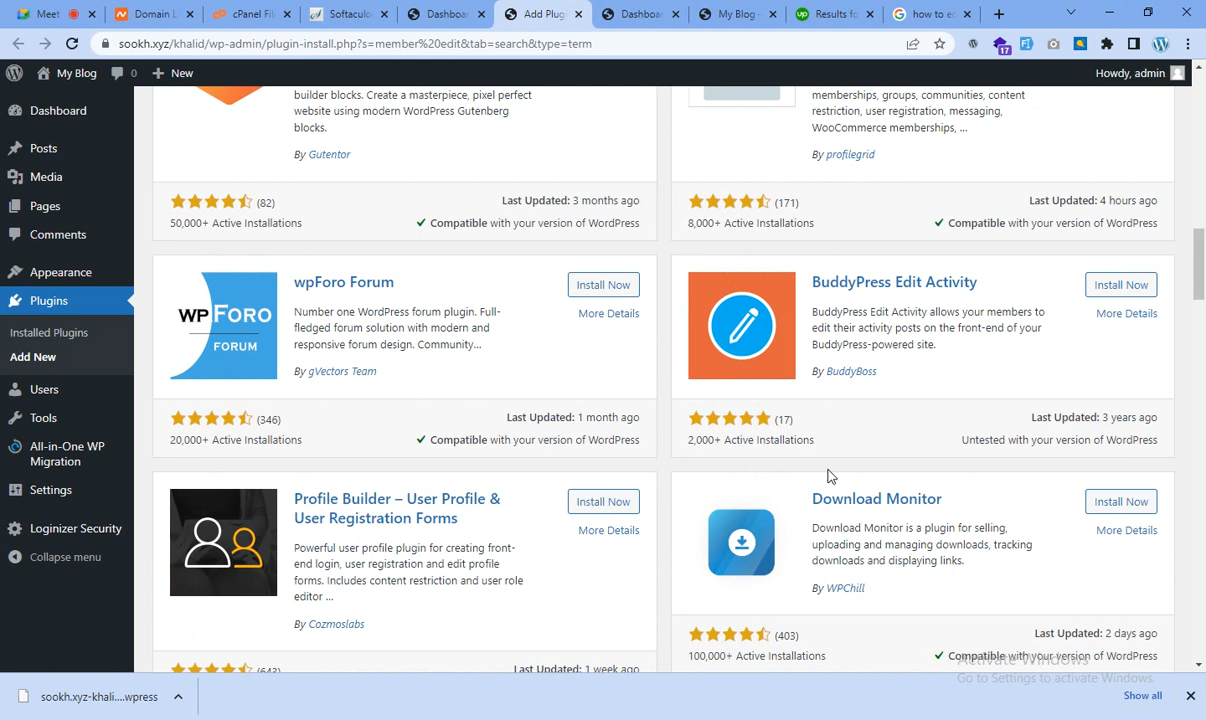 Meet
Domain L
cPanel File
Softaculo
Dashboard
Add Plug
Dashboard
My Blog –
Results fo
how to ed
sookh.xyz/khalid/wp-admin/plugin-install.php?s=member%20edit&tab=search&type=term
17
My Blog
0
New
Howdy, admin
Dashboard
Posts
Media
Pages
Comments
Appearance
Plugins
Installed Plugins
Add New
Users
Tools
All-in-One WP
Migration
Settings
Loginizer Security
Collapse menu
builder blocks. Create a masterpiece, pixel perfect
website using modern WordPress Gutenberg
blocks.
By Gutentor
(82)
50,000+ Active Installations
Last Updated: 3 months ago
Compatible with your version of WordPress
memberships, groups, communities, content
restriction, user registration, messaging,
WooCommerce memberships, ...
By profilegrid
(171)
8,000+ Active Installations
Last Updated: 4 hours ago
Compatible with your version of WordPress
WP FORO
FORUM
wpForo Forum
Install Now
More Details
Number one WordPress forum plugin. Full-
fledged forum solution with modern and
responsive forum design. Community...
By gVectors Team
(346)
20,000+ Active Installations
Last Updated: 1 month ago
Compatible with your version of WordPress
BuddyPress Edit Activity
Install Now
More Details
BuddyPress Edit Activity allows your members to
edit their activity posts on the front-end of your
BuddyPress-powered site.
By BuddyBoss
(17)
2,000+ Active Installations
Last Updated: 3 years ago
Untested with your version of WordPress
Profile Builder – User Profile &
User Registration Forms
Install Now
More Details
Powerful user profile plugin for creating front-
end login, user registration and edit profile
forms. Includes content restriction and user role
editor ...
By Cozmoslabs
(643)
Last Updated: 1 week ago
Download Monitor
Install Now
More Details
Download Monitor is a plugin for selling,
uploading and managing downloads, tracking
downloads and displaying links.
By WPChill
(403)
100,000+ Active Installations
Last Updated: 2 days ago
Compatible with your version of WordPress
Activate Windows
Go to Settings to activate Windows.
sookh.xyz-khali....wpress
Show all